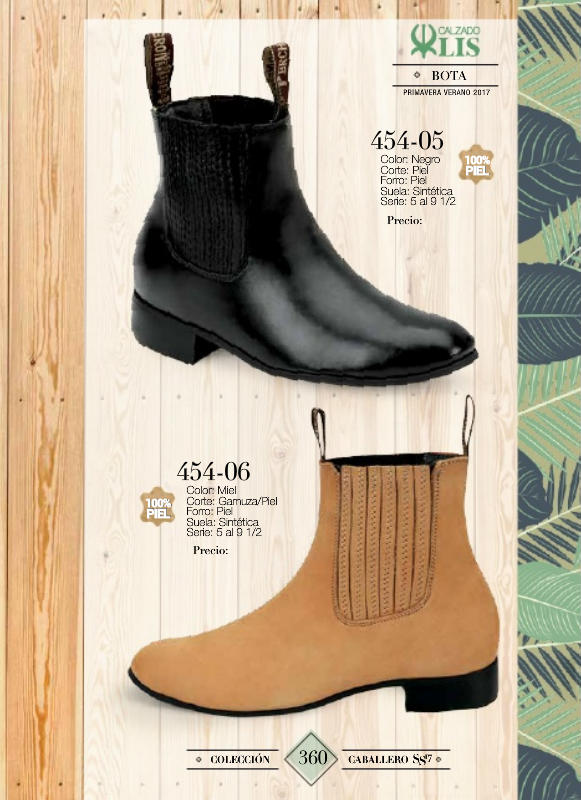 CALZADO
LIS
BOTA
PRIMAVERA VERANO 2017
454-05
Color: Negro
Corte: Piel
Forro: Piel
Suela: Sintética
Serie: 5 al 9 1/2
100%
PIEL
Precio:
454-06
Color: Miel
Corte: Gamuza/Piel
Forro: Piel
Suela: Sintética
Serie: 5 al 9 1/2
100%
PIEL
Precio:
COLECCIÓN 360 CABALLERO SS17